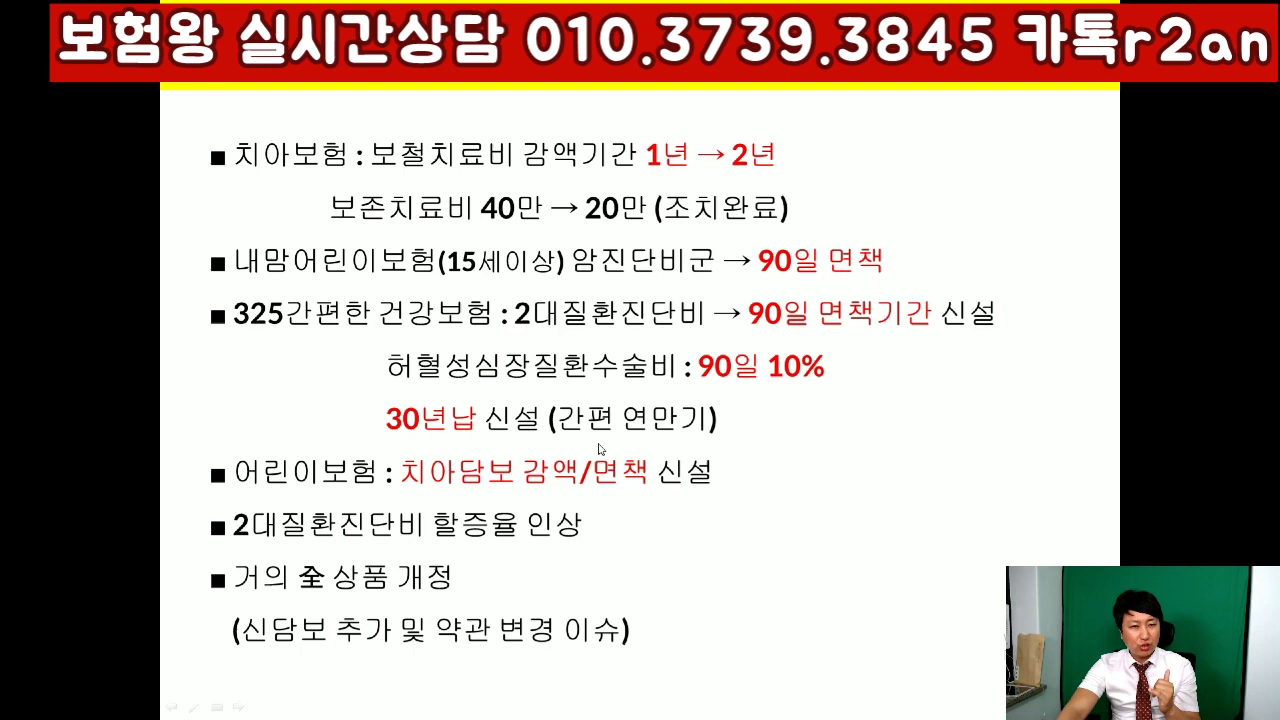 보험왕 실시간상담 010.3739.3845 카톡r2an
■ 치아보험 : 보철치료비 감액기간 1년 → 2년
보존치료비 40만 → 20만 (조치완료)
■ 내맘어린이보험(15세이상) 암진단비군 → 90일 면책
■ 325간편한 건강보험 : 2대질환진단비 → 90일 면책기간 신설
허혈성심장질환수술비 : 90일 10%
30년납 신설 (간편 연만기)
■ 어린이보험 : 치아담보 감액/면책 신설
■ 2대질환진단비 할증율 인상
■ 거의 全 상품 개정
(신담보 추가 및 약관 변경 이슈)